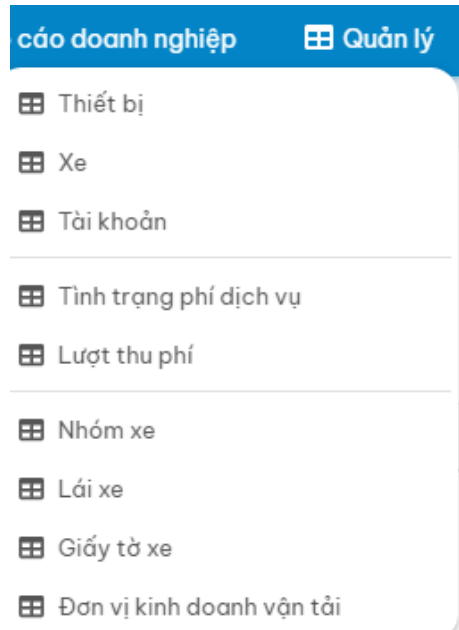 cáo doanh nghiệp Quản lý
Thiết bị
Xe
Tài khoản
Tình trạng phí dịch vụ
Lượt thu phí
Nhóm xe
Lái xe
Giấy tờ xe
Đơn vị kinh doanh vận tải